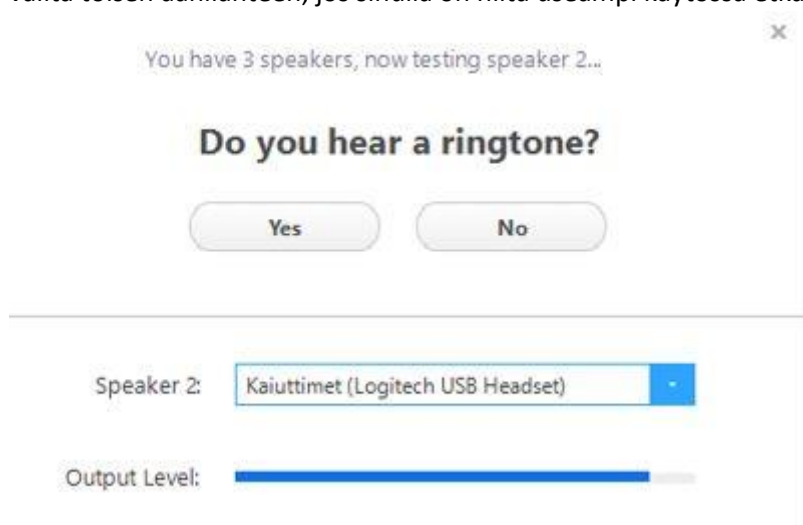 You have 3 speakers, now testing speaker 2...
Do you hear a ringtone?
Yes No
Speaker 2: Kaiuttimet (Logitech USB Headset)
Output Level: